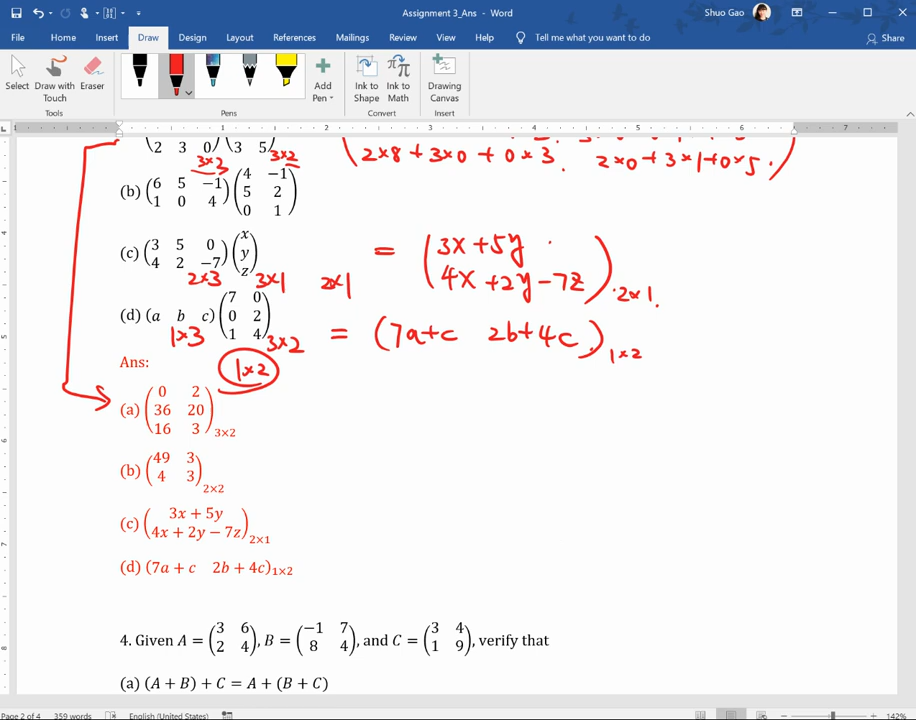 Assignment 3_Ans - Word
Shuo Gao
File Home Insert Draw Design Layout References Mailings Review View Help Tell me what you want to do Share
Select Draw with Touch Eraser Add Pen Ink to Shape Ink to Math Drawing Canvas
Tools Pens Convert Insert
1 1 2 3 4 5 6 7
2 3 0 3 5
2×8 + 3×0 + 0×3. 2×0 + 3×1 + 0×5.
3×3 3×2
(b) (6 5 −1
1 0 4) (4 −1
5 2
0 1)
(c) (3 5 0
4 2 −7) (x
y
z)
= (3x + 5y
4x + 2y − 7z) 2×1.
2×3 3×1 2×1
(d) (a b c) (7 0
0 2
1 4)
= (7a+c 2b+4c) 1×2
1×3 3×2
1×2
Ans:
(a) (0 2
36 20
16 3)3×2
(b) (49 3
4 3)2×2
(c) (3x + 5y
4x + 2y − 7z)2×1
(d) (7a + c 2b + 4c)1×2
4. Given A = (3 6
2 4), B = (−1 7
8 4), and C = (3 4
1 9), verify that
(a) (A + B) + C = A + (B + C)
Page 2 of 4 359 words English (United States) 142%